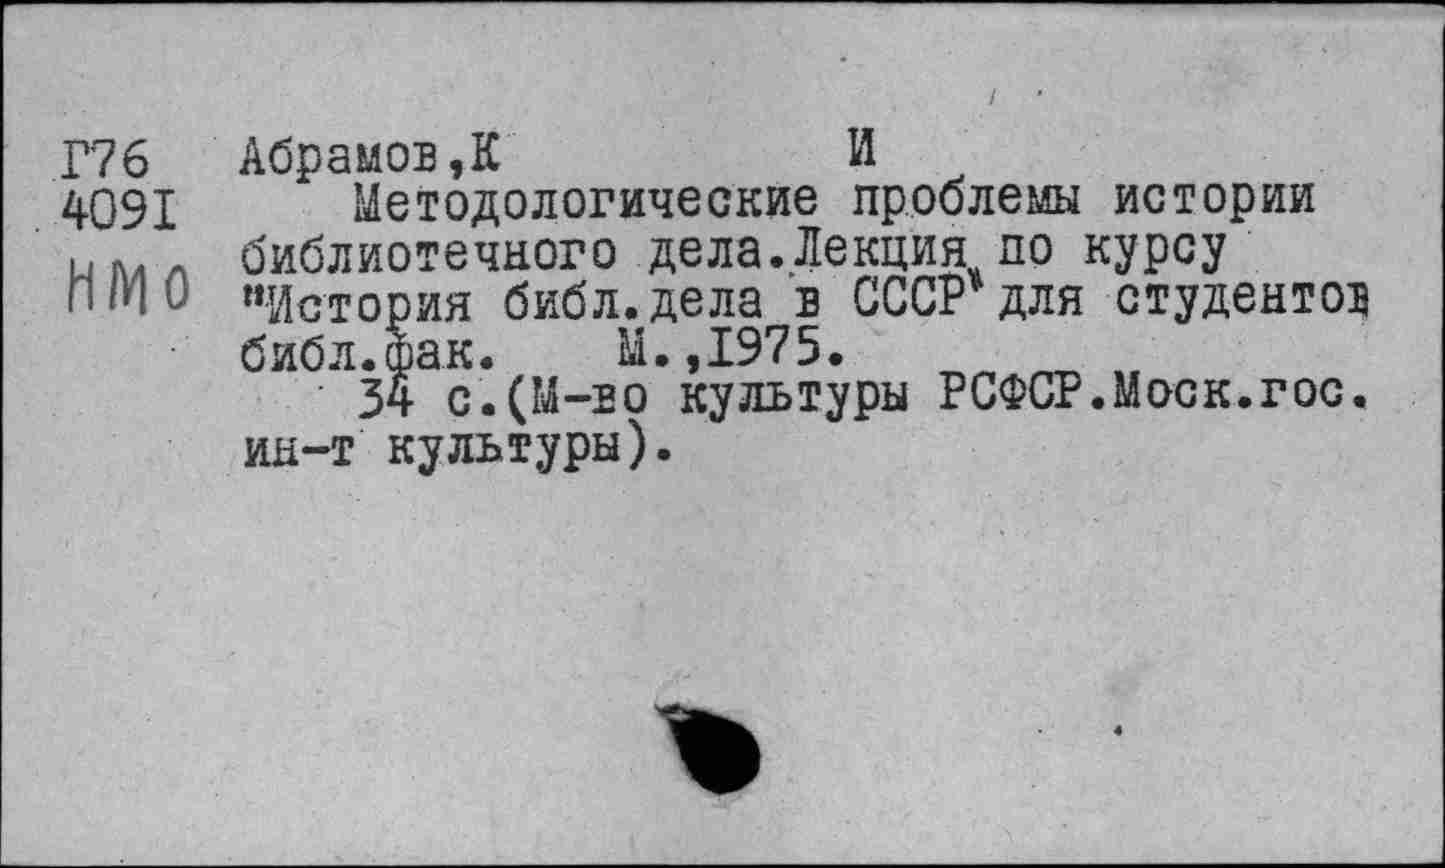 Г76 Абрамов,К И
4091 Методологические проблемы истории
библиотечного дела.Лекция по курсу
НМО "История библ.дела в СССР" для студентов
библ.фак. М.,1975.
34 с.(М-во культуры РСФСР.Моск.гос.
ин-т культуры).